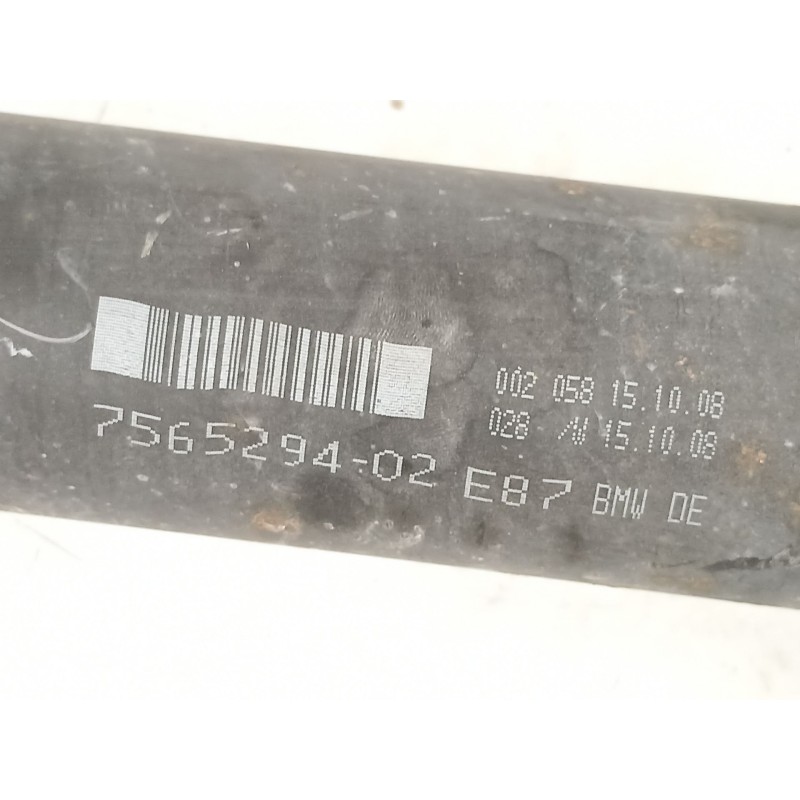 002 058 15.10.08
028 /V 15.10.08
7565294-02 E87 BMW DE